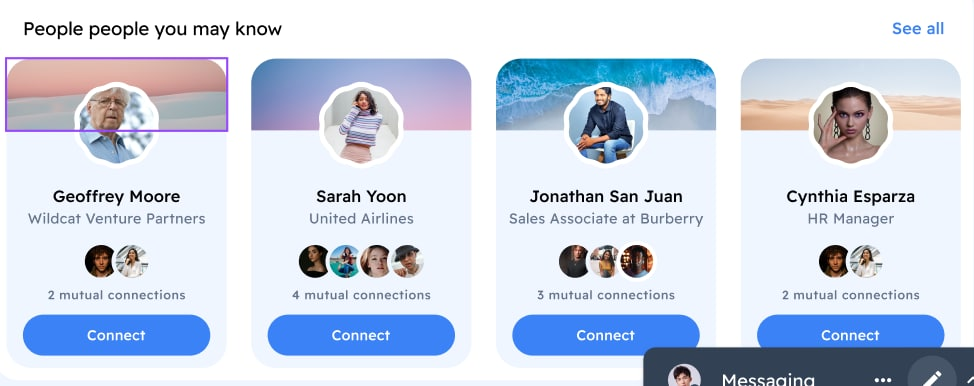 People people you may know
See all
Geoffrey Moore
Wildcat Venture Partners
2 mutual connections
Connect
Sarah Yoon
United Airlines
4 mutual connections
Connect
Jonathan San Juan
Sales Associate at Burberry
3 mutual connections
Connect
Cynthia Esparza
HR Manager
2 mutual connections
Connect
Messaging